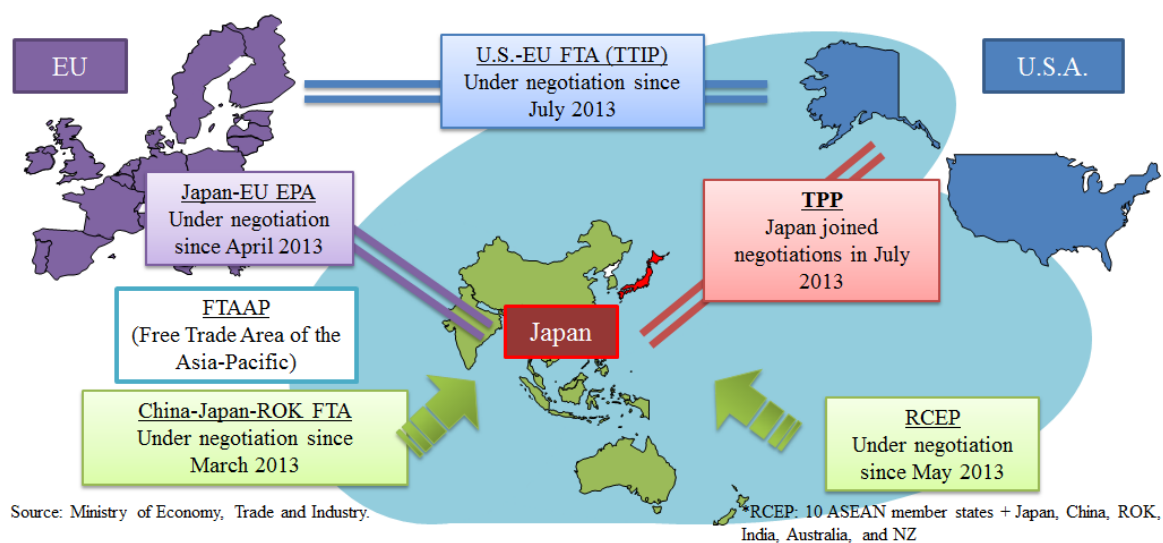 EU
U.S.-EU FTA (TTIP)
Under negotiation since
July 2013
U.S.A.
Japan-EU EPA
Under negotiation
since April 2013
TPP
Japan joined
negotiations in July
2013
FTAAP
(Free Trade Area of the
Asia-Pacific)
Japan
China-Japan-ROK FTA
Under negotiation since
March 2013
RCEP
Under negotiation
since May 2013
Source: Ministry of Economy, Trade and Industry.
*RCEP: 10 ASEAN member states + Japan, China, ROK,
India, Australia, and NZ